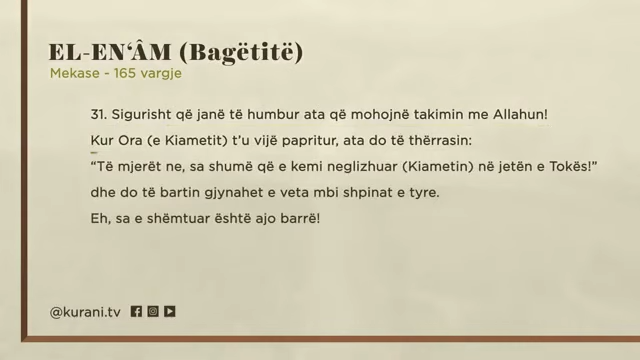 EL-EN‘ÂM (Bagëtitë)
Mekase - 165 vargje
31. Sigurisht që janë të humbur ata që mohojnë takimin me Allahun!
Kur Ora (e Kiametit) t’u vijë papritur, ata do të thërrasin:
“Të mjerët ne, sa shumë që e kemi neglizhuar (Kiametin) në jetën e Tokës!”
dhe do të bartin gjynahet e veta mbi shpinat e tyre.
Eh, sa e shëmtuar është ajo barrë!
@kurani.tv